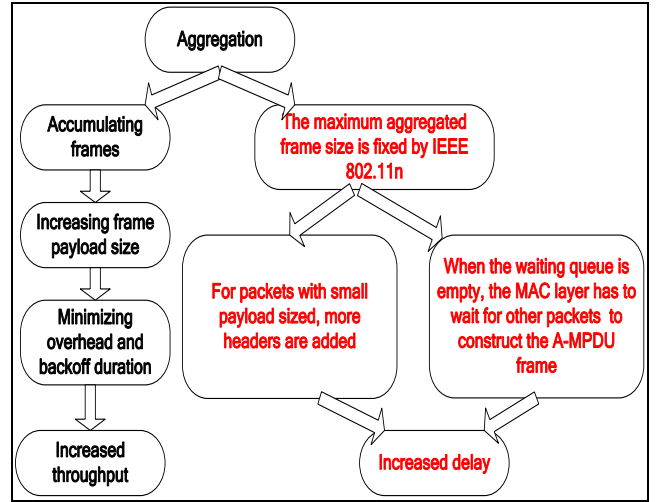 Aggregation
Accumulating
frames
The maximum aggregated
frame size is fixed by IEEE
802.11n
Increasing frame
payload size
For packets with small
payload sized, more
headers are added
When the waiting queue is
empty, the MAC layer has to
wait for other packets to
construct the A-MPDU
frame
Minimizing
overhead and
backoff duration
Increased
throughput
Increased delay